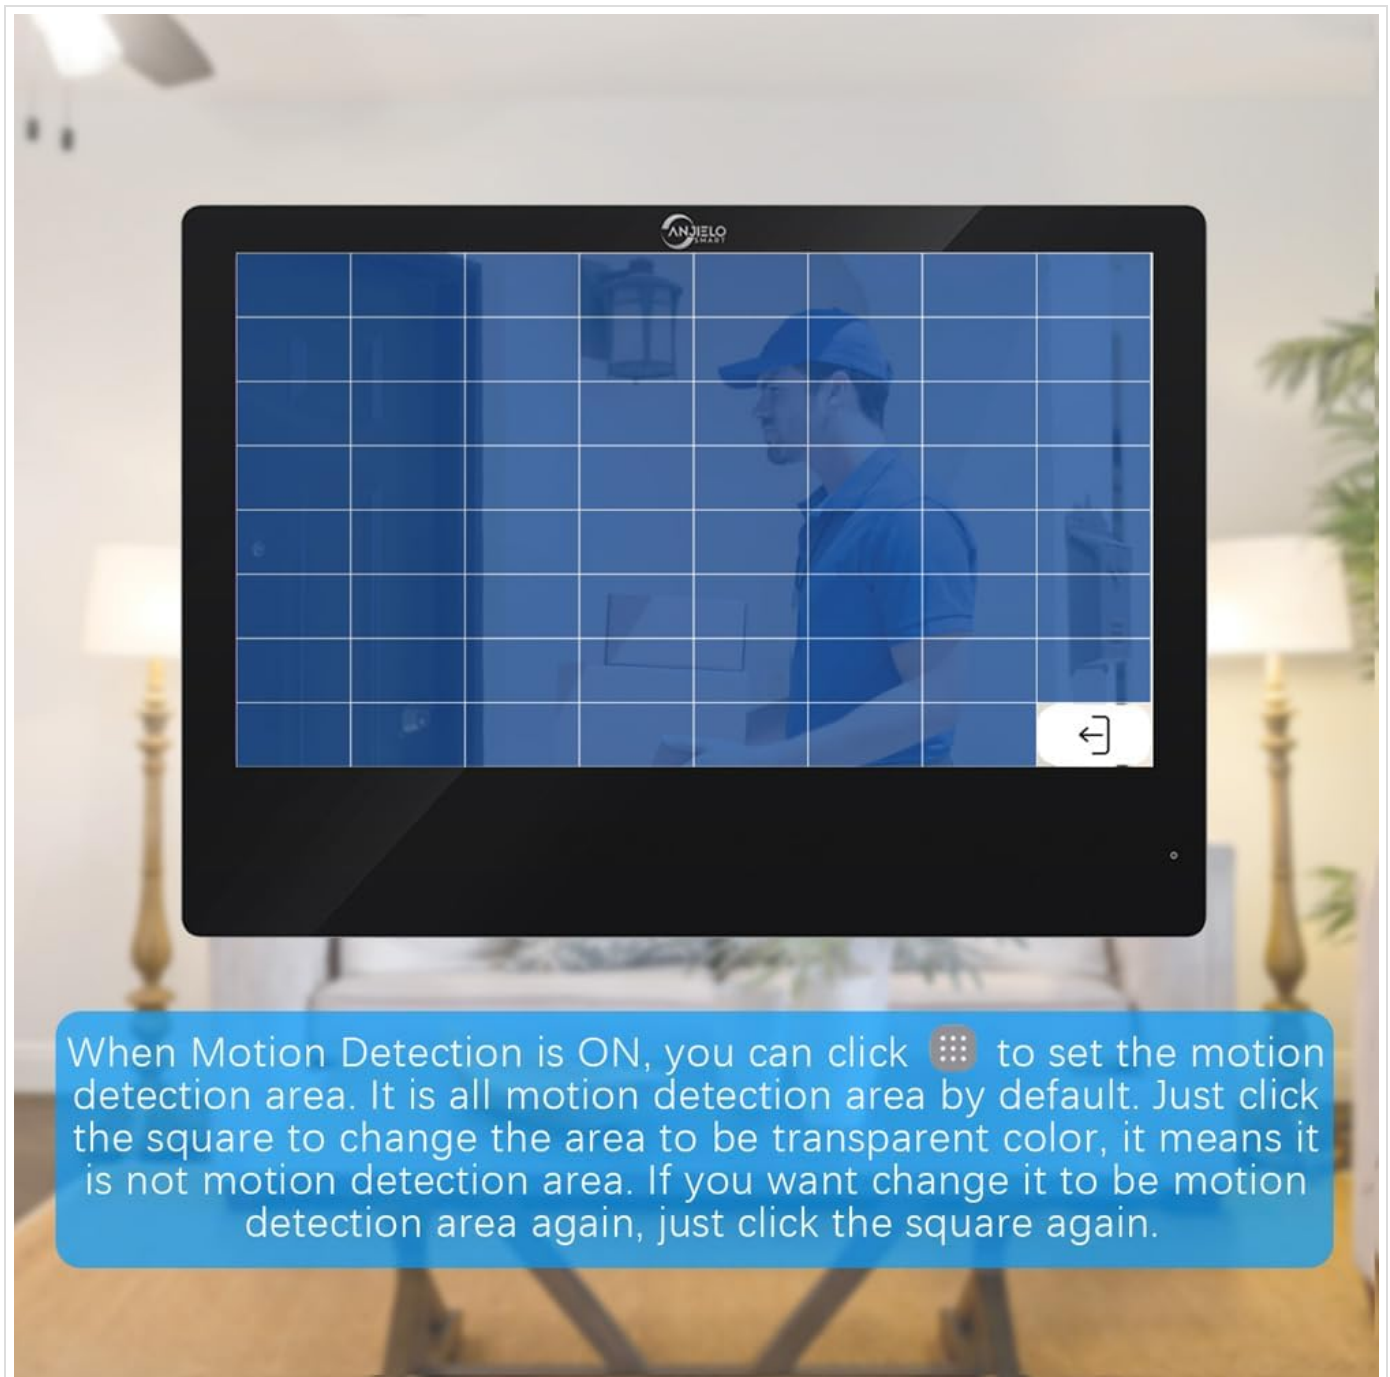 ANJIELO
SMART
When Motion Detection is ON, you can click to set the motion
detection area. It is all motion detection area by default. Just click
the square to change the area to be transparent color, it means it
is not motion detection area. If you want change it to be motion
detection area again, just click the square again.